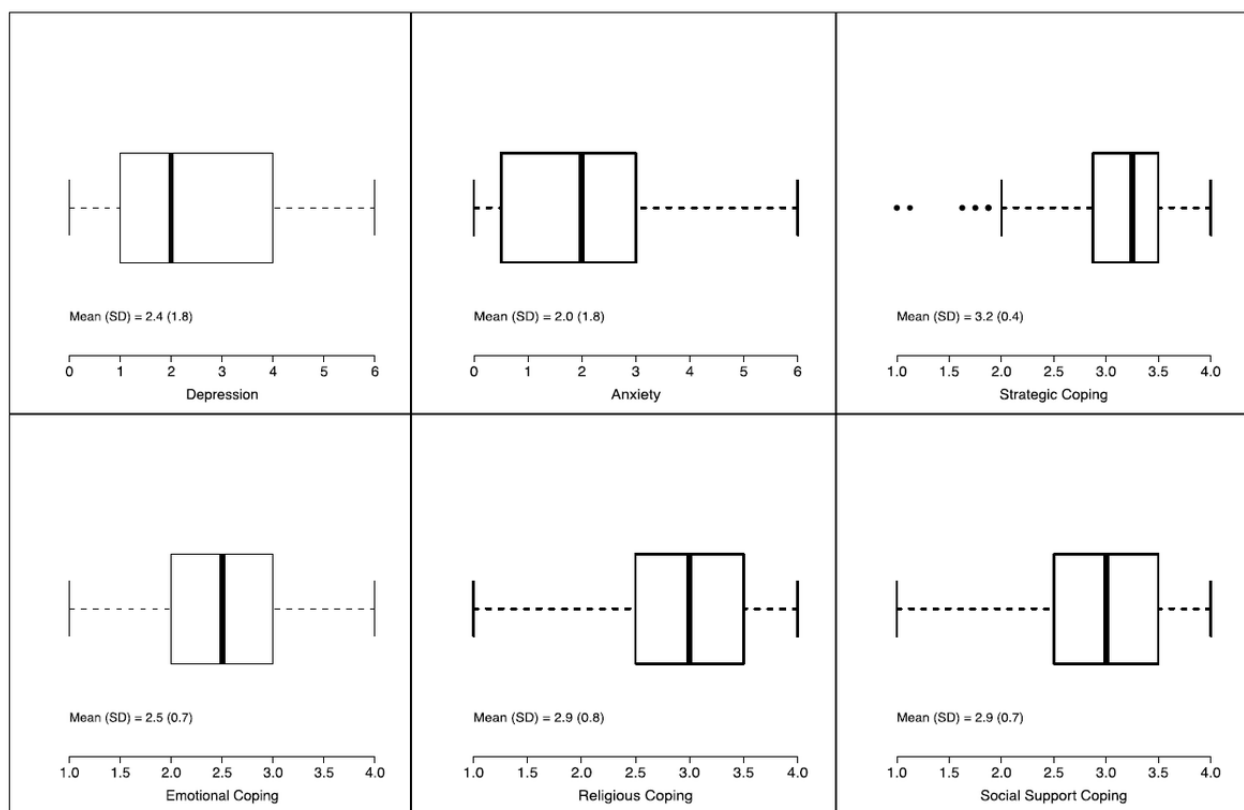 Mean (SD) = 2.4 (1.8)
0 1 2 3 4 5 6
Depression
Mean (SD) = 2.0 (1.8)
0 1 2 3 4 5 6
Anxiety
Mean (SD) = 3.2 (0.4)
1.0 1.5 2.0 2.5 3.0 3.5 4.0
Strategic Coping
Mean (SD) = 2.5 (0.7)
1.0 1.5 2.0 2.5 3.0 3.5 4.0
Emotional Coping
Mean (SD) = 2.9 (0.8)
1.0 1.5 2.0 2.5 3.0 3.5 4.0
Religious Coping
Mean (SD) = 2.9 (0.7)
1.0 1.5 2.0 2.5 3.0 3.5 4.0
Social Support Coping